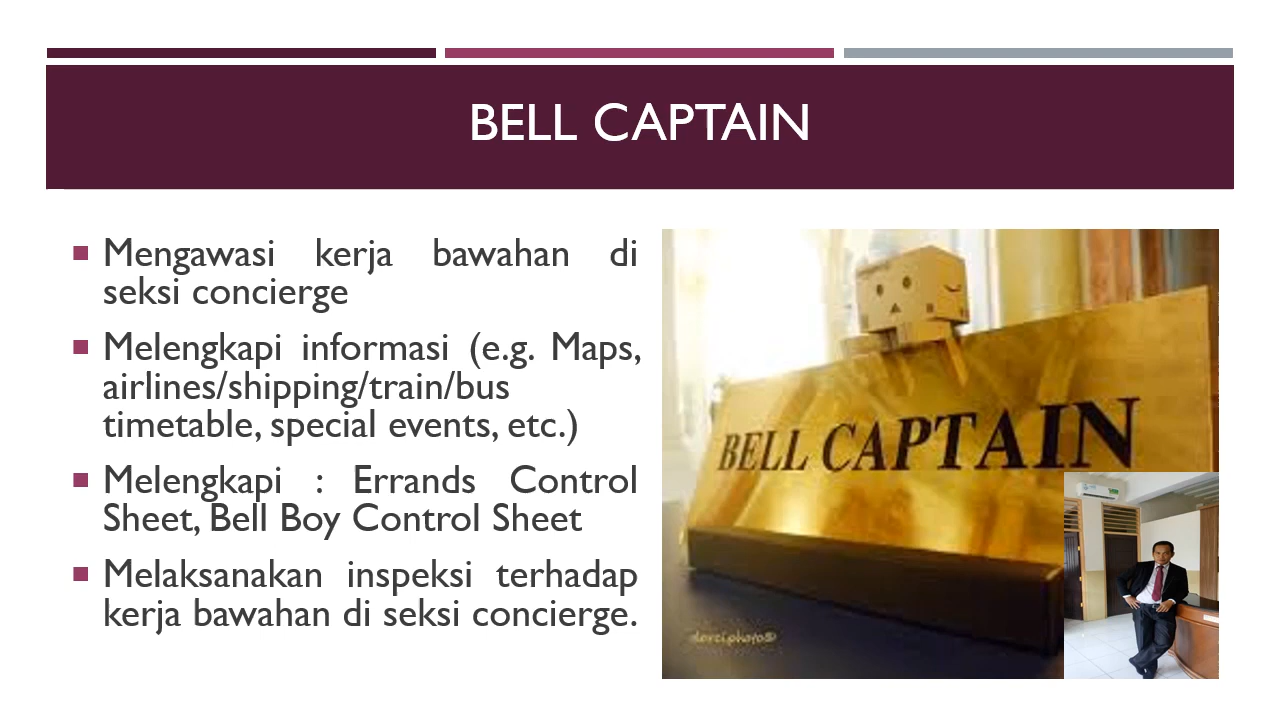 BELL CAPTAIN
Mengawasi kerja bawahan di
seksi concierge
Melengkapi informasi (e.g. Maps,
airlines/shipping/train/bus
timetable, special events, etc.)
Melengkapi : Errands Control
Sheet, Bell Boy Control Sheet
Melaksanakan inspeksi terhadap
kerja bawahan di seksi concierge.
BELL CAPTAIN